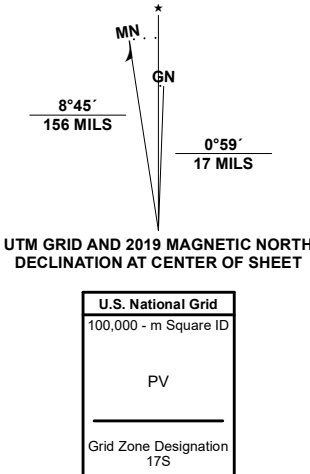 ★
MN
GN
8°45´
156 MILS
0°59´
17 MILS
UTM GRID AND 2019 MAGNETIC NORTH
DECLINATION AT CENTER OF SHEET
U.S. National Grid
100,000 - m Square ID
PV
Grid Zone Designation
17S